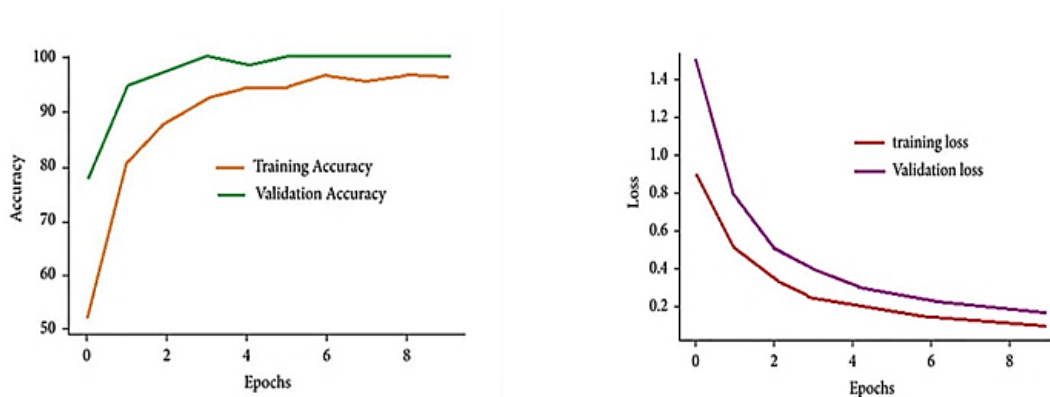 100
90
80
70
60
50
Accuracy
Training Accuracy
Validation Accuracy
0 2 4 6 8
Epochs
1.4
1.2
1.0
0.8
0.6
0.4
0.2
Loss
training loss
Validation loss
0 2 4 6 8
Epochs